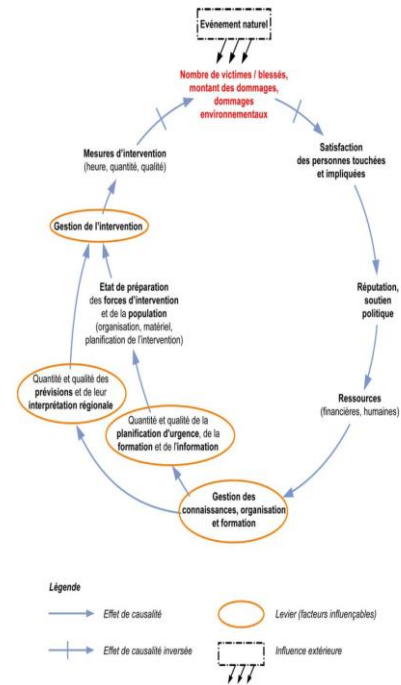 Evénement naturel
Nombre de victimes / blessés,
montant des dommages,
dommages
environnementaux
Satisfaction
des personnes touchées
et impliquées
Mesures d'intervention
(heure, quantité, qualité)
Gestion de l'intervention
Etat de préparation
des forces d'intervention
et de la population
(organisation, matériel,
planification de l'intervention)
Réputation,
soutien
politique
Quantité et qualité des
prévisions et de leur
interprétation régionale
Quantité et qualité de la
planification d'urgence, de la
formation et de l'information
Ressources
(financières, humaines)
Gestion des
connaissances, organisation
et formation
Légende
Effet de causalité
Levier (facteurs influençables)
Effet de causalité inversée
Influence extérieure